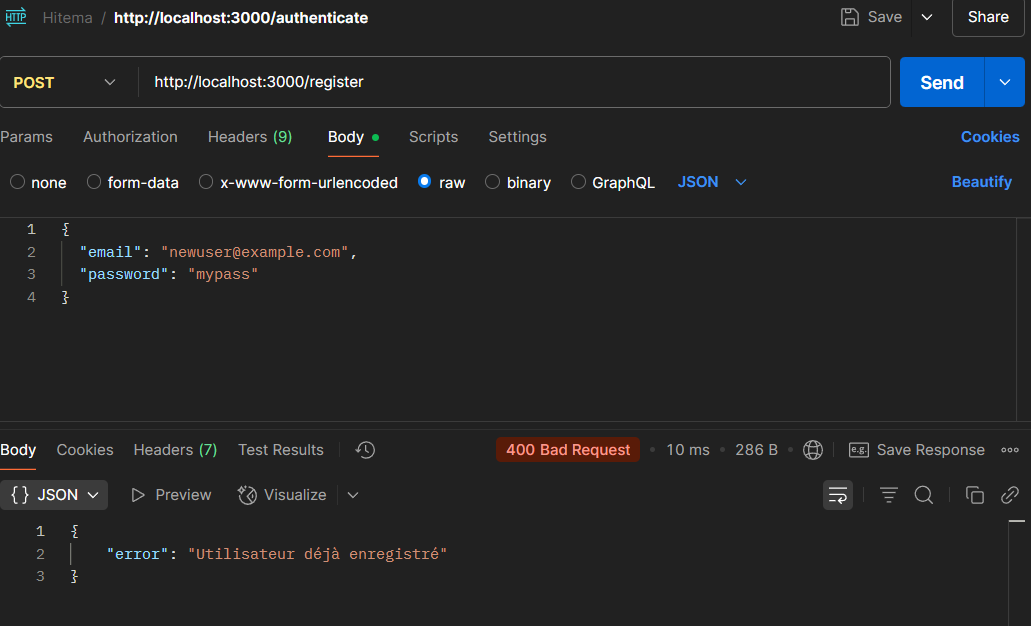 HTTP Hitema / http://localhost:3000/authenticate Save Share
POST http://localhost:3000/register Send
Params Authorization Headers (9) Body Scripts Settings Cookies
none form-data x-www-form-urlencoded raw binary GraphQL JSON Beautify
1 {
2 "email": "newuser@example.com",
3 "password": "mypass"
4 }
Body Cookies Headers (7) Test Results 400 Bad Request • 10 ms • 286 B • e.g. Save Response
{} JSON Preview Visualize
1 {
2 "error": "Utilisateur déjà enregistré"
3 }